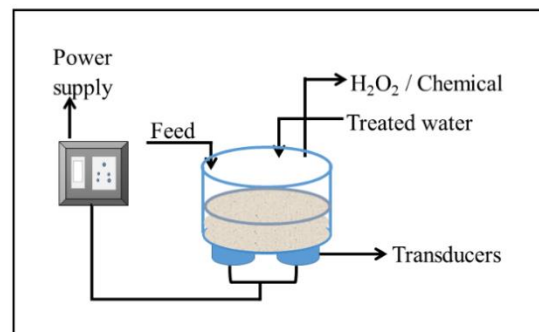 Power
supply
Feed
H₂O₂ / Chemical
Treated water
Transducers